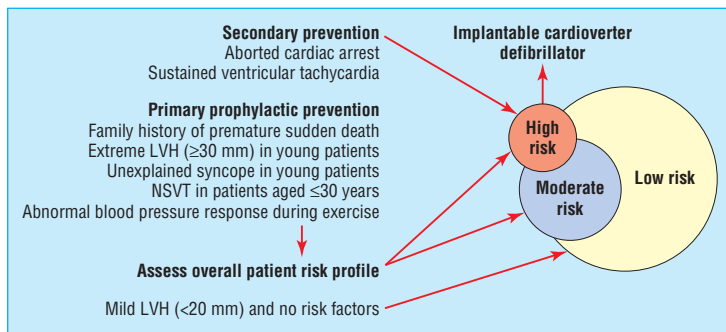 Secondary prevention
Aborted cardiac arrest
Sustained ventricular tachycardia
Primary prophylactic prevention
Family history of premature sudden death
Extreme LVH (≥30 mm) in young patients
Unexplained syncope in young patients
NSVT in patients aged ≤30 years
Abnormal blood pressure response during exercise
Assess overall patient risk profile
Mild LVH (<20 mm) and no risk factors
Implantable cardioverter
defibrillator
High
risk
Moderate
risk
Low risk